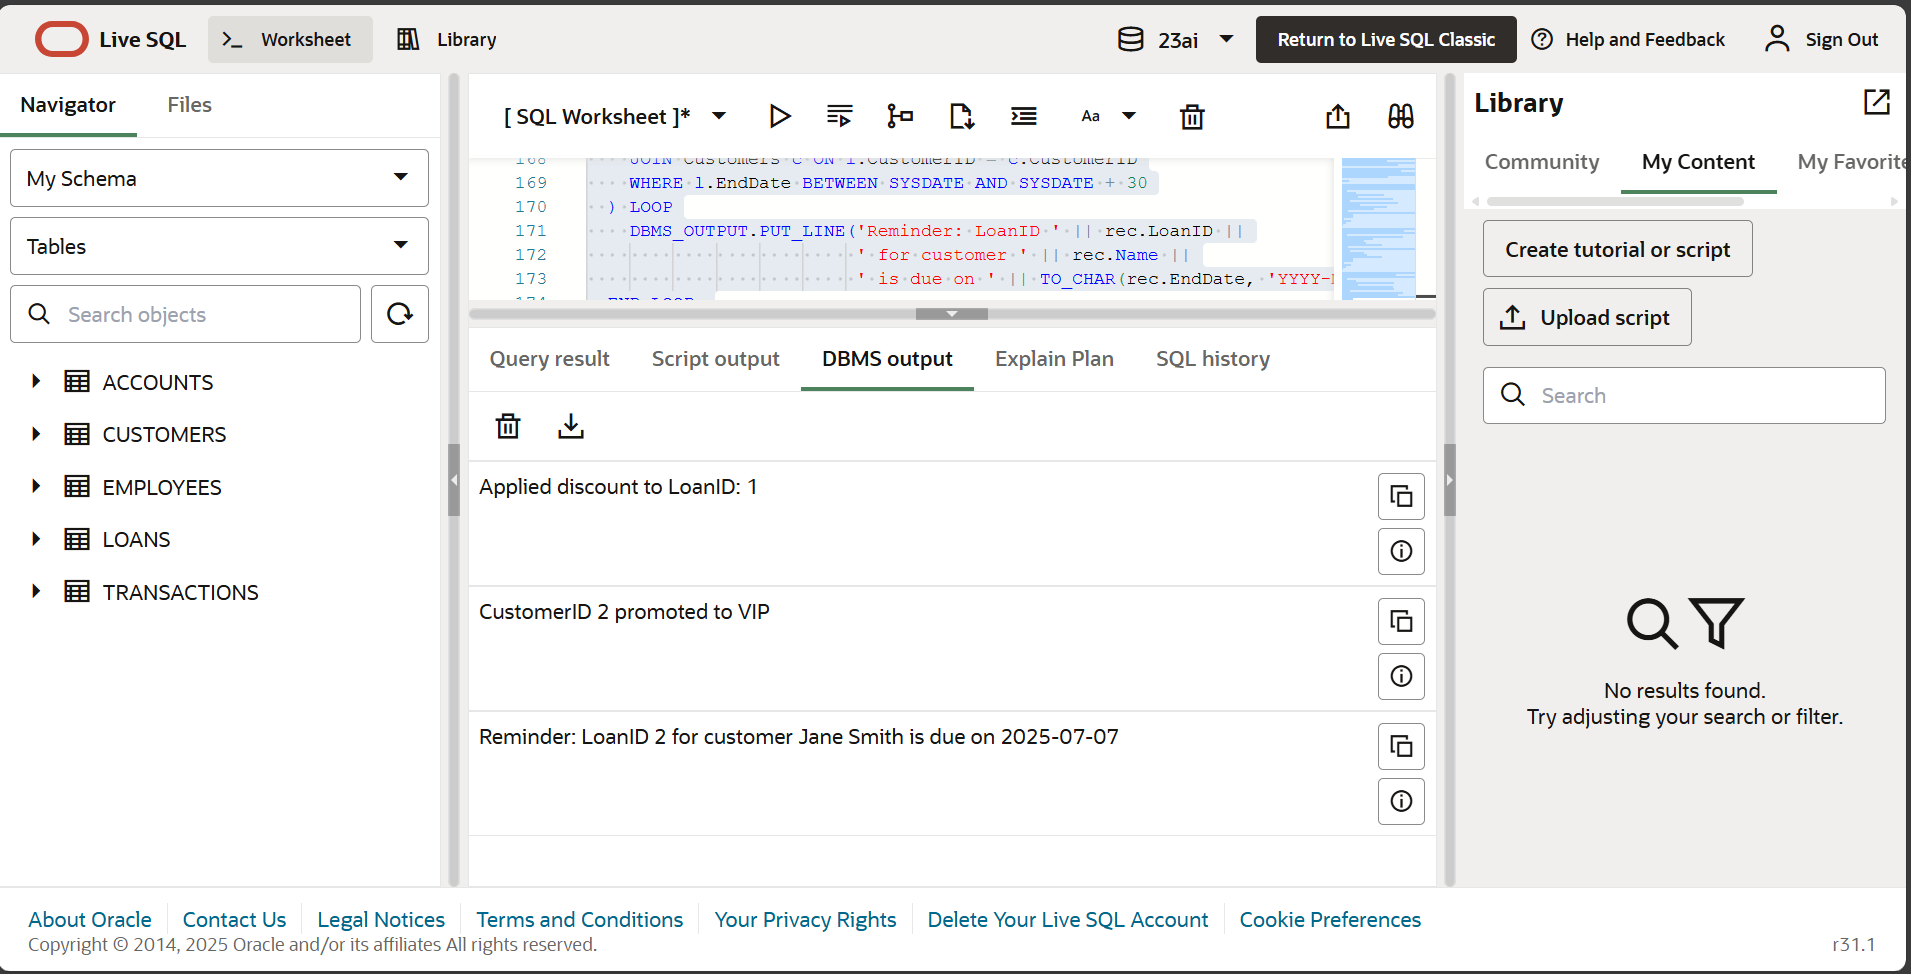 Live SQL
Worksheet
Library
23ai
Return to Live SQL Classic
Help and Feedback
Sign Out
Navigator
Files
My Schema
Tables
Search objects
ACCOUNTS
CUSTOMERS
EMPLOYEES
LOANS
TRANSACTIONS
[ SQL Worksheet ]*
Aa
168 JOIN Customers c ON l.CustomerID = c.CustomerID
169 WHERE l.EndDate BETWEEN SYSDATE AND SYSDATE + 30
170 ) LOOP
171 DBMS_OUTPUT.PUT_LINE('Reminder: LoanID ' || rec.LoanID ||
172 ' for customer ' || rec.Name ||
173 ' is due on ' || TO_CHAR(rec.EndDate, 'YYYY-
174 END LOOP
Query result
Script output
DBMS output
Explain Plan
SQL history
Applied discount to LoanID: 1
CustomerID 2 promoted to VIP
Reminder: LoanID 2 for customer Jane Smith is due on 2025-07-07
Library
Community
My Content
My Favorite
Create tutorial or script
Upload script
Search
No results found.
Try adjusting your search or filter.
About Oracle
Contact Us
Legal Notices
Terms and Conditions
Your Privacy Rights
Delete Your Live SQL Account
Cookie Preferences
Copyright © 2014, 2025 Oracle and/or its affiliates All rights reserved.
r31.1